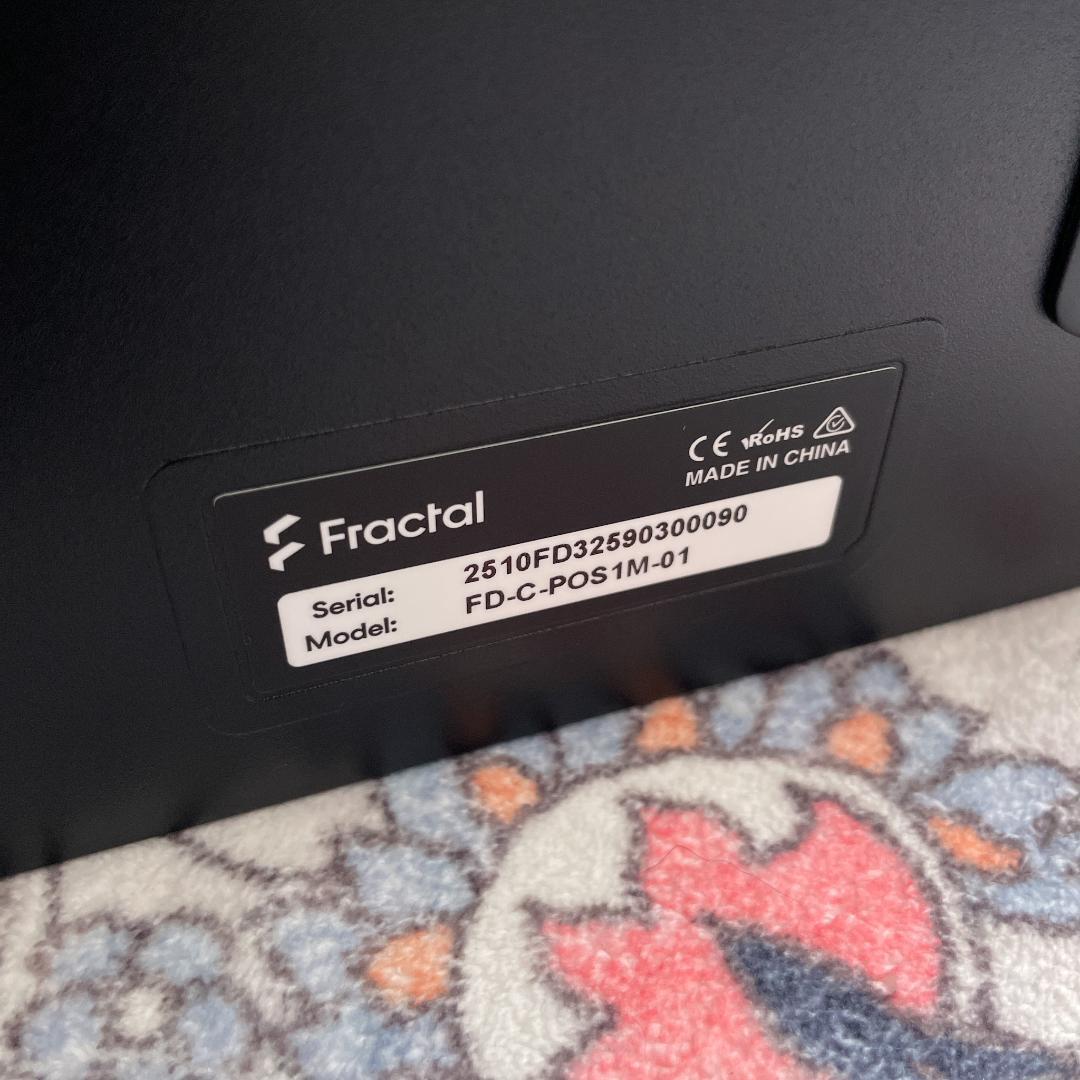 CE RoHS
MADE IN CHINA
Fractal
Serial: 2510FD32590300090
Model: FD-C-POS1M-01